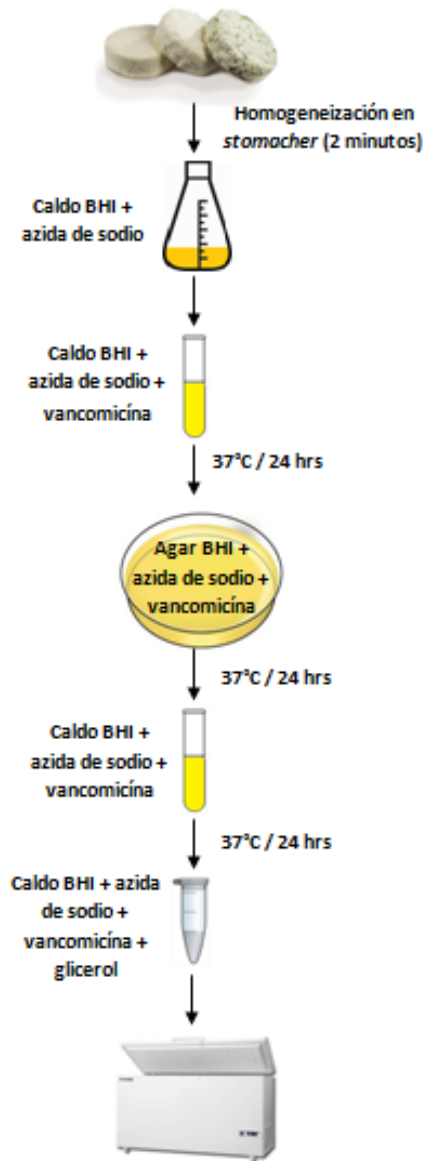 Homogeneización en
stomacher (2 minutos)
Caldo BHI +
azida de sodio
Caldo BHI +
azida de sodio +
vancomicína
37°C / 24 hrs
Agar BHI +
azida de sodio +
vancomicína
37°C / 24 hrs
Caldo BHI +
azida de sodio +
vancomicína
37°C / 24 hrs
Caldo BHI + azida
de sodio +
vancomicína +
glicerol